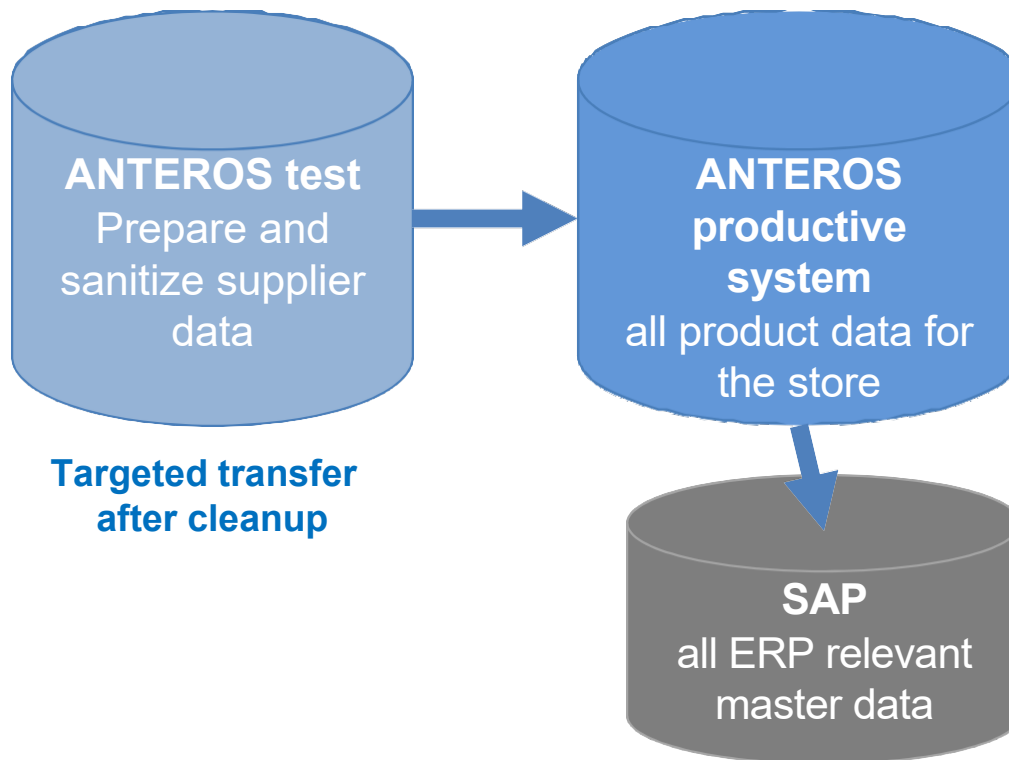 ANTEROS test
Prepare and
sanitize supplier
data
ANTEROS
productive
system
all product data for
the store
Targeted transfer
after cleanup
SAP
all ERP relevant
master data